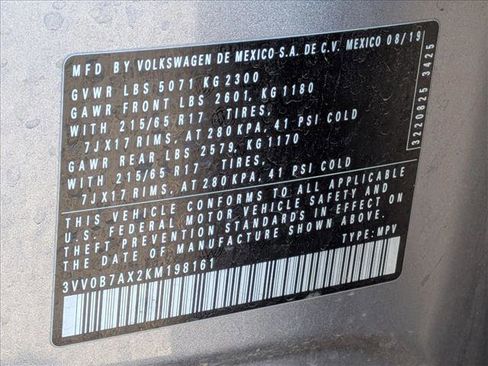 MFD BY VOLKSWAGEN DE MEXICO S.A. DE C.V. MEXICO 08/19
GVWR LBS 5071 KG 2300
GAWR FRONT LBS 2601, KG 1180
WITH 215/65 R17 TIRES,
7JX17 RIMS, AT 280 KPA, 41 PSI COLD
GAWR REAR LBS 2579, KG 1170
WITH 215/65 R17 TIRES,
7JX17 RIMS, AT 280 KPA, 41 PSI COLD
THIS VEHICLE CONFORMS TO ALL APPLICABLE
U.S. FEDERAL MOTOR VEHICLE SAFETY AND
THEFT PREVENTION STANDARDS IN EFFECT ON
DATE OF MANUFACTURE SHOWN ABOVE.
3VV0B7AX2KM198161
TYPE: MPV
3220825 3425